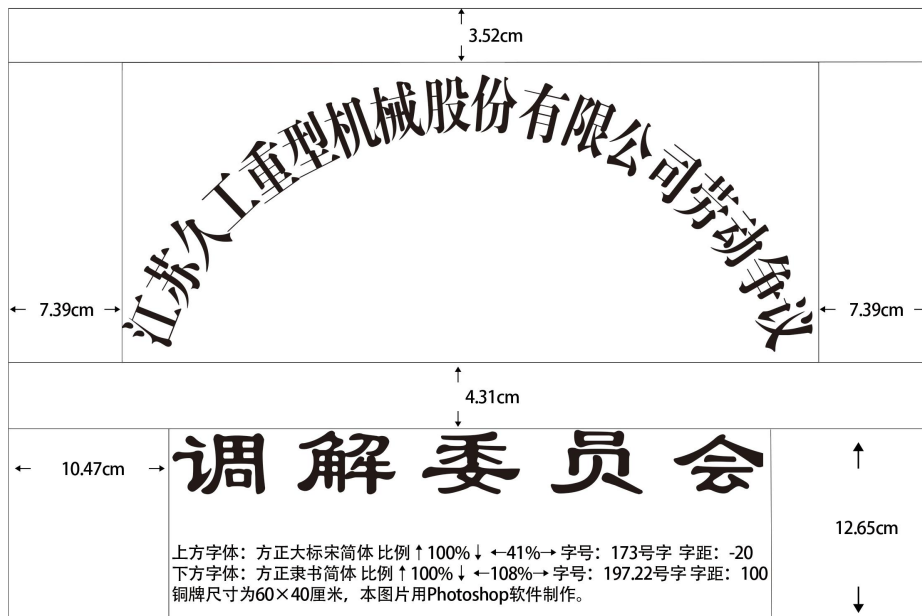 3.52cm
江苏久工重型机械股份有限公司劳动争议
7.39cm
7.39cm
4.31cm
调解委员会
10.47cm
12.65cm
上方字体：方正大标宋简体 比例↑100%↓ ←41%→ 字号：173号字 字距：-20
下方字体：方正隶书简体 比例↑100%↓ ←108%→ 字号：197.22号字 字距：100
铜牌尺寸为60×40厘米，本图片用Photoshop软件制作。